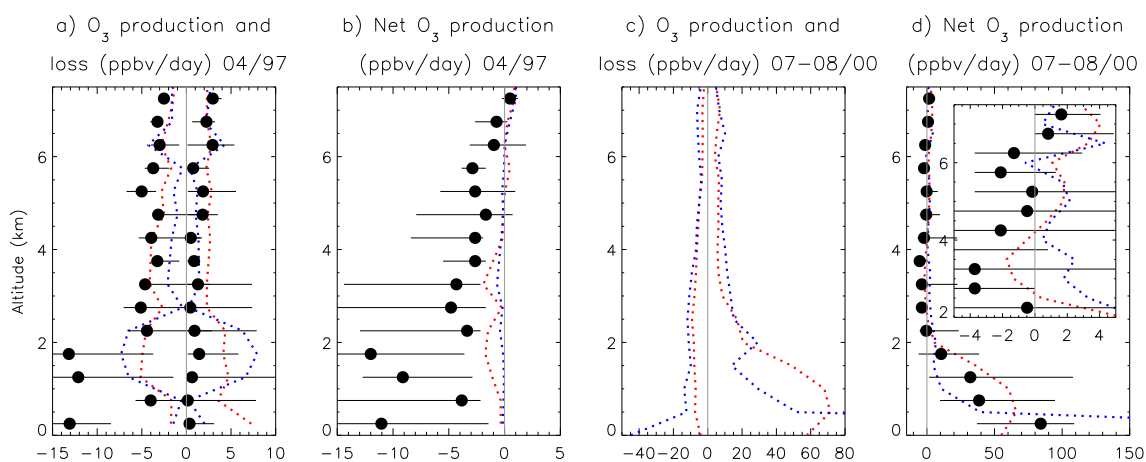 a) O3 production and
loss (ppbv/day) 04/97
b) Net O3 production
(ppbv/day) 04/97
c) O3 production and
loss (ppbv/day) 07-08/00
d) Net O3 production
(ppbv/day) 07-08/00
Altitude (km)
6
4
2
0
-15 -10 -5 0 5 10
6
4
2
0
-15 -10 -5 0 5
6
4
2
0
-40 -20 0 20 40 60 80
6
4
2
0
0 50 100 150
6
4
2
-4 -2 0 2 4